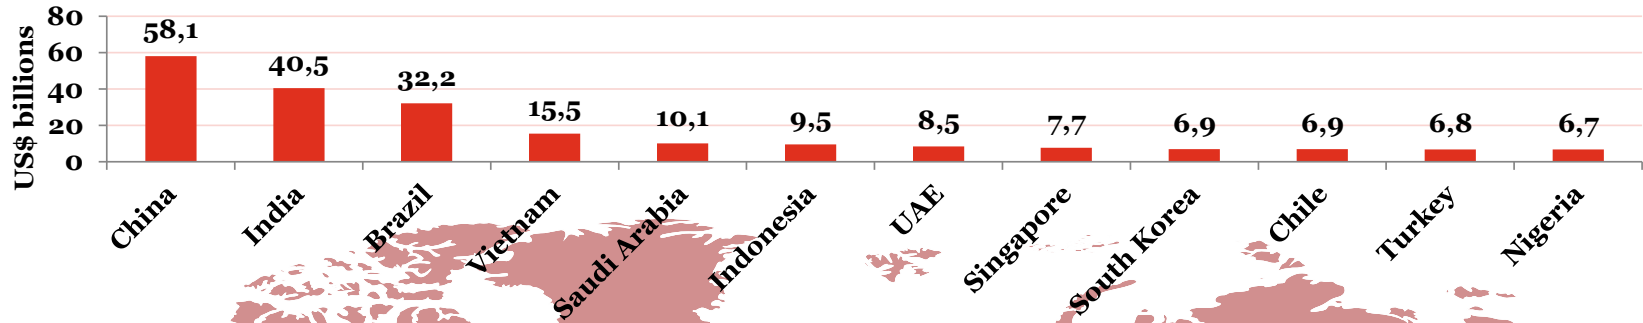 US$ billions
80
60
40
20
0
58,1
40,5
32,2
15,5
10,1
9,5
8,5
7,7
6,9
6,9
6,8
6,7
China
India
Brazil
Vietnam
Saudi Arabia
Indonesia
UAE
Singapore
South Korea
Chile
Turkey
Nigeria